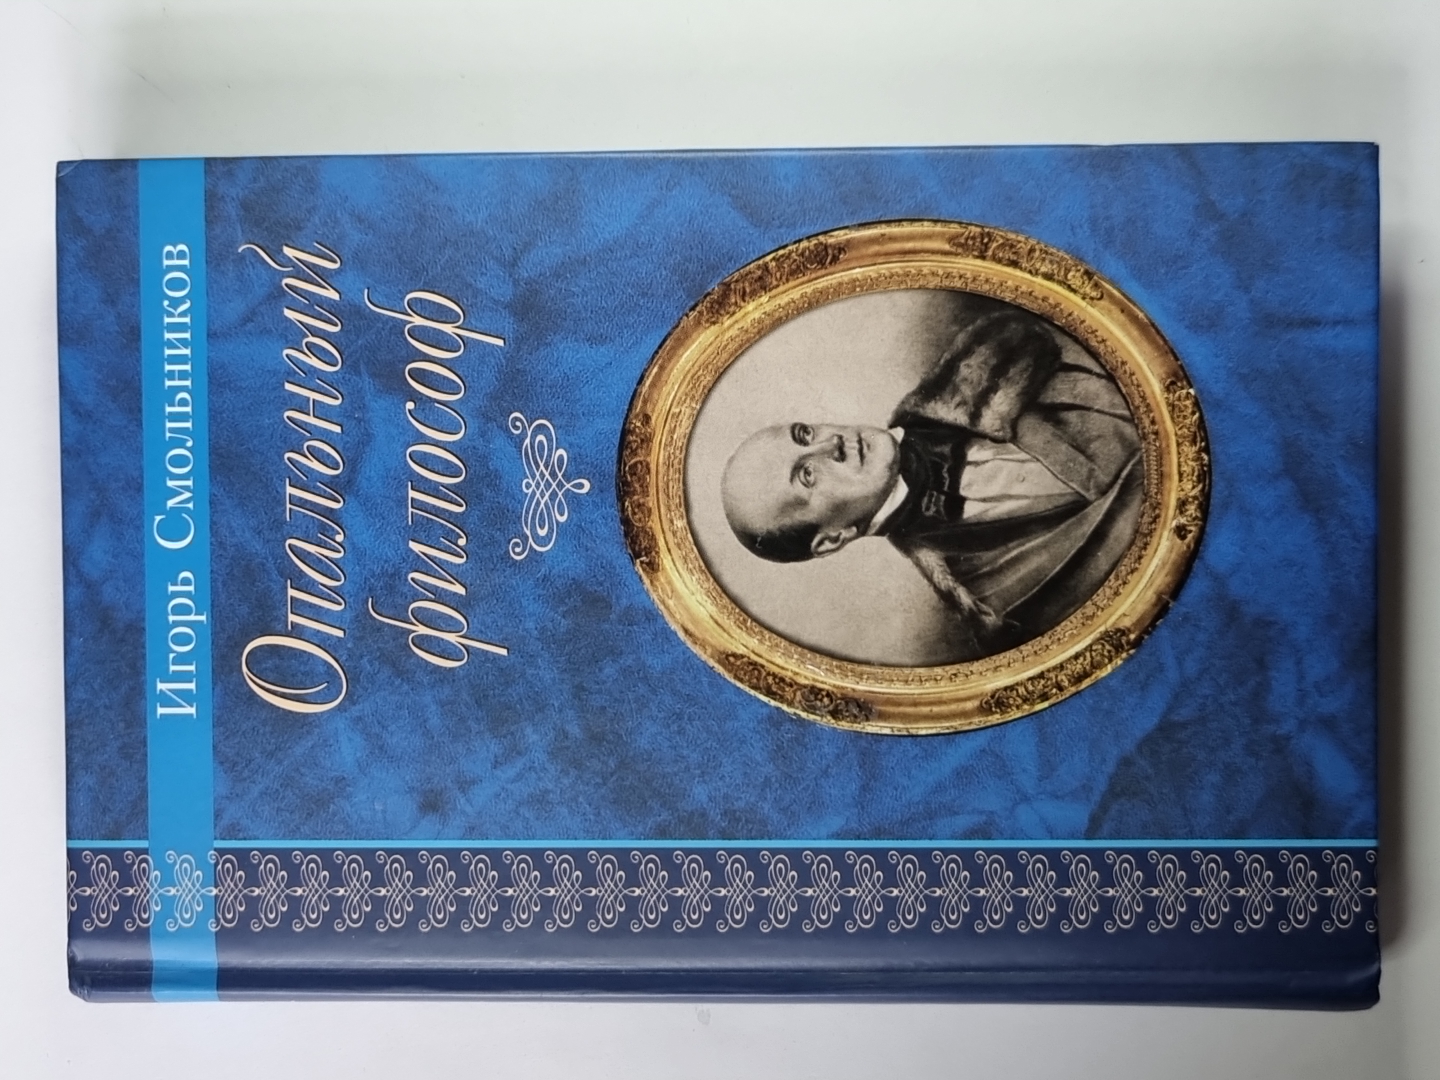 Игорь Смольников
Опальный
философ